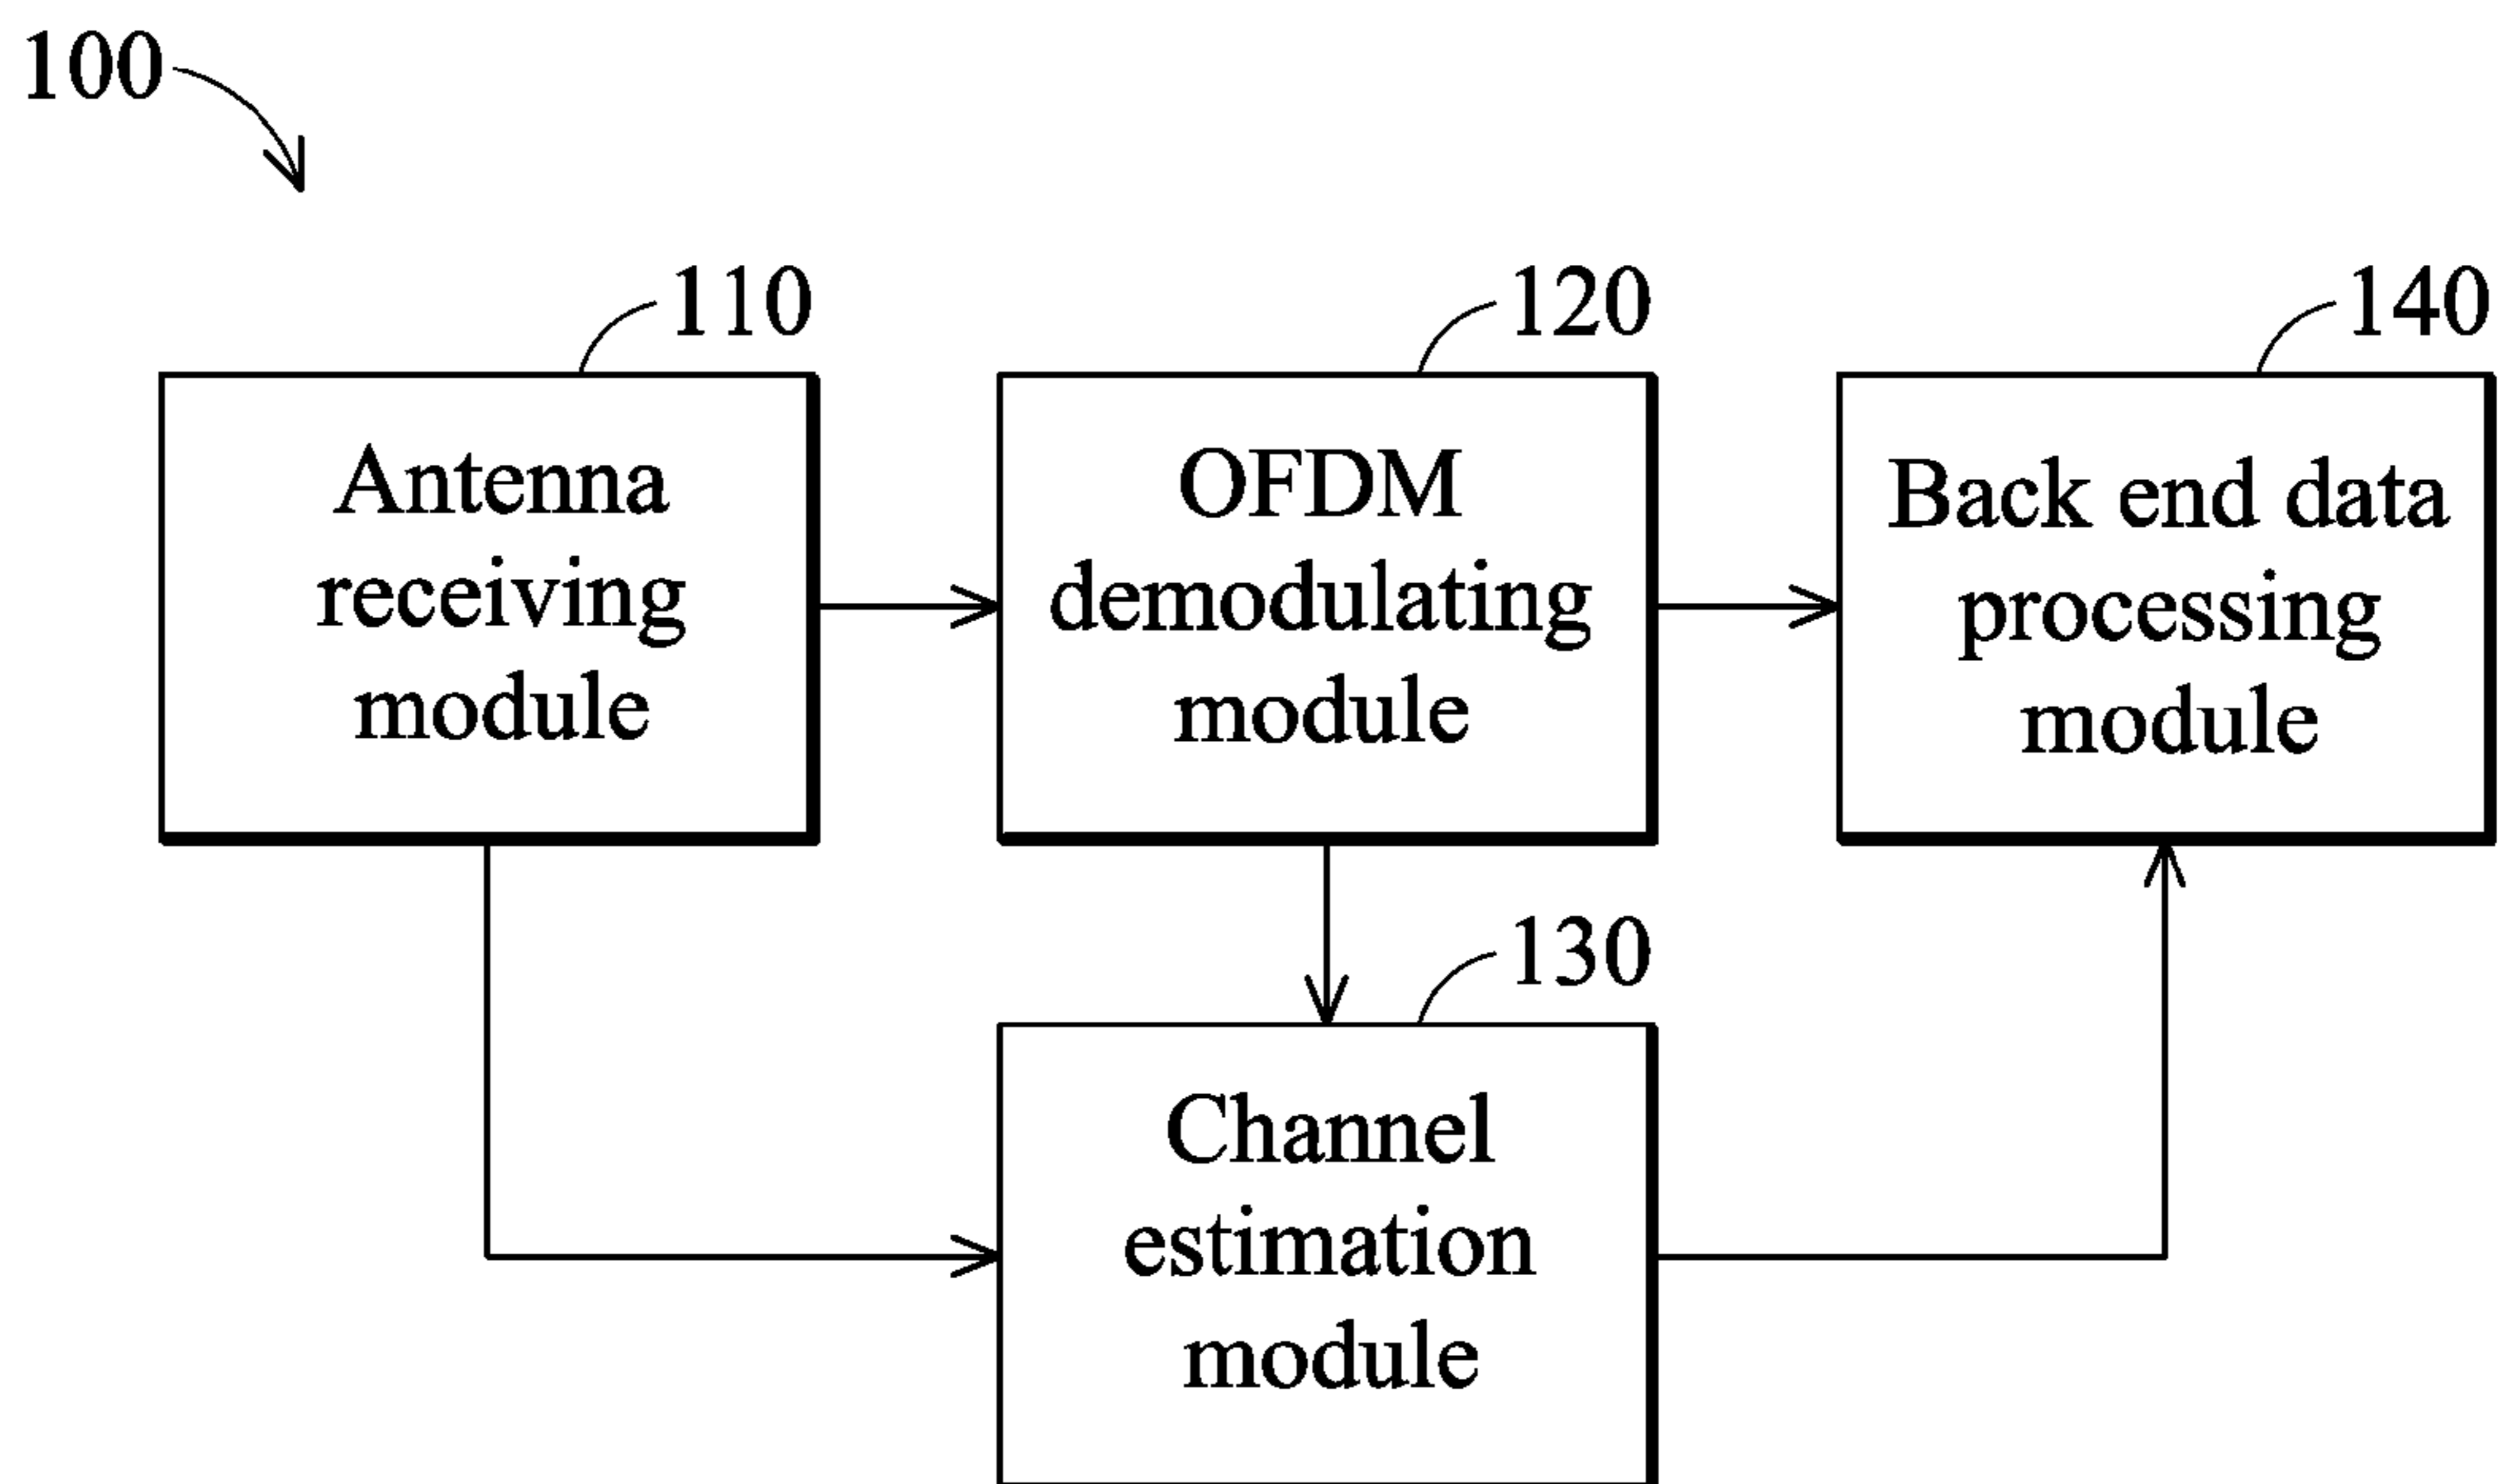 100
110
120
140
Antenna
receiving
module
OFDM
demodulating
module
Back end data
processing
module
130
Channel
estimation
module